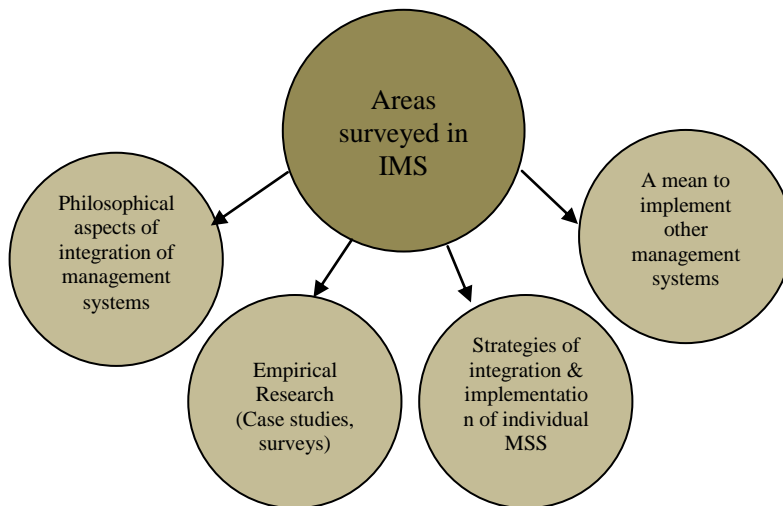 Areas
surveyed in
IMS
Philosophical
aspects of
integration of
management
systems
Empirical
Research
(Case studies,
surveys)
Strategies of
integration &
implementatio
n of individual
MSS
A mean to
implement
other
management
systems